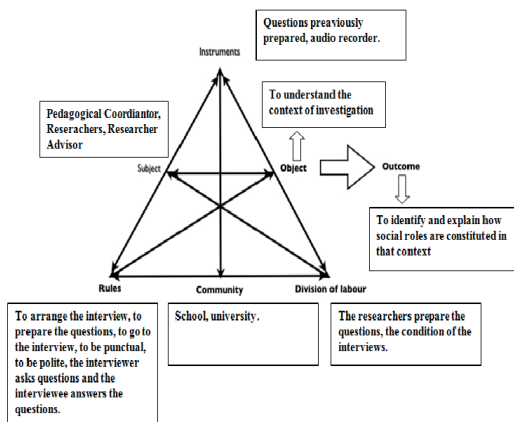 Questions preaviously
prepared, audio recorder.
Instruments
To understand the
context of investigation
Pedagogical Coordiantor,
Reserachers, Researcher
Advisor
Subject
Object
Outcome
To identify and explain how
social roles are constituted in
that context
Rules
Community
Division of labour
To arrange the interview, to
prepare the questions, to go to
the interview, to be punctual,
to be polite, the interviewer
asks questions and the
interviewee answers the
questions.
School, university.
The researchers prepare the
questions, the condition of the
interviews.